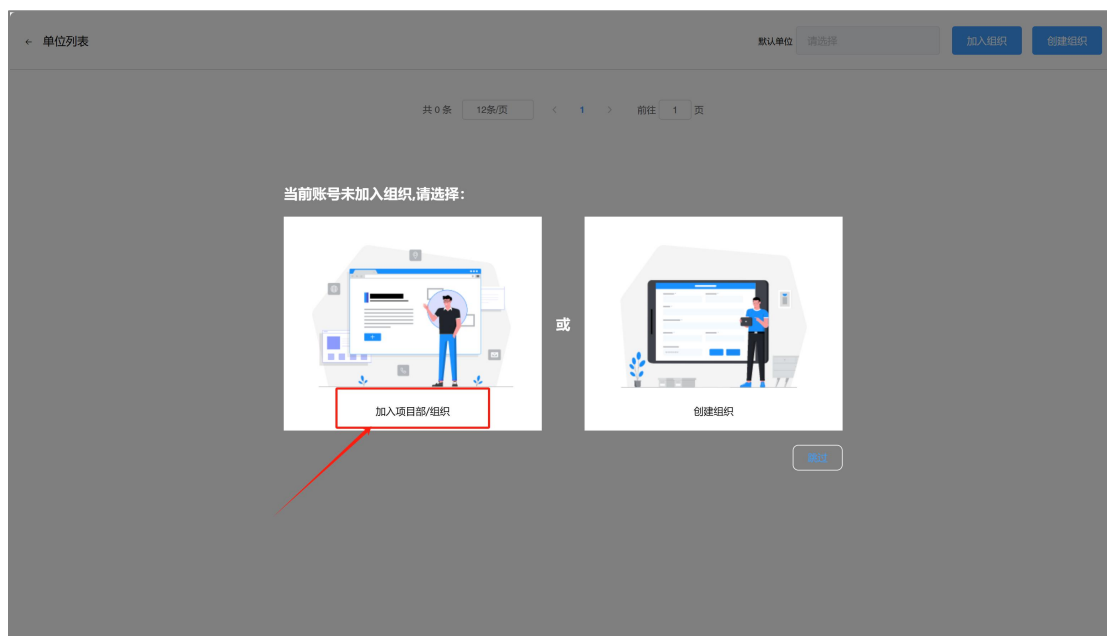 ← 单位列表
默认单位 请选择 加入组织 创建组织
共 0 条 12条/页 < 1 > 前往 1 页
当前账号未加入组织,请选择：
或
加入项目部/组织
创建组织
跳过